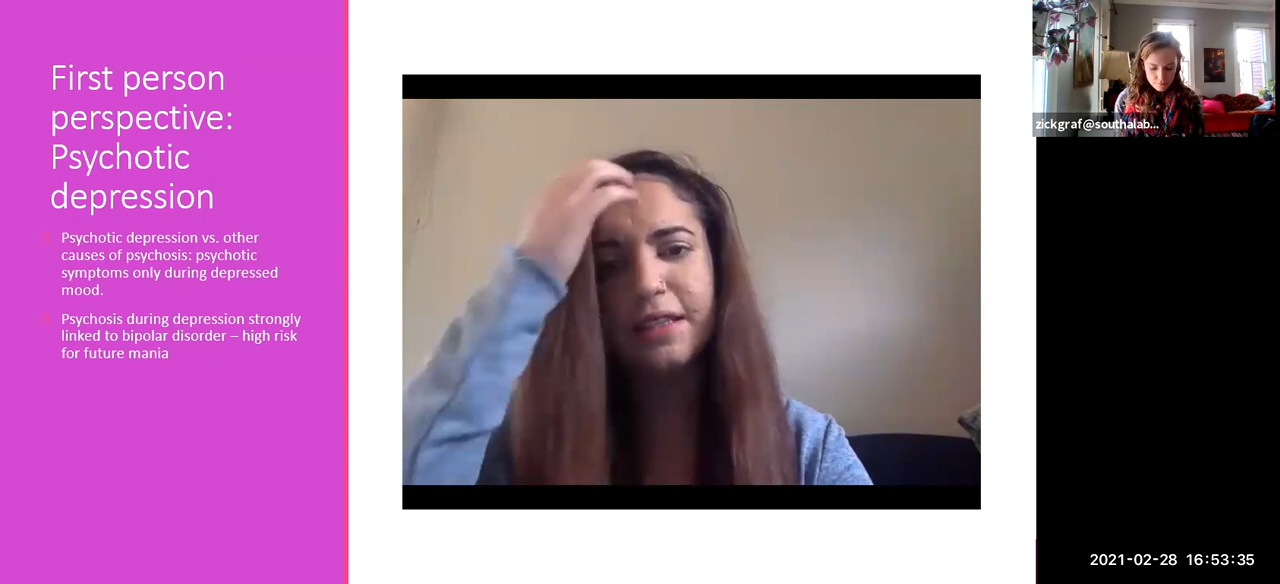 First person
perspective:
Psychotic
depression
Psychotic depression vs. other
causes of psychosis: psychotic
symptoms only during depressed
mood.
Psychosis during depression strongly
linked to bipolar disorder – high risk
for future mania
zickgraf@southalab...
2021-02-28 16:53:35